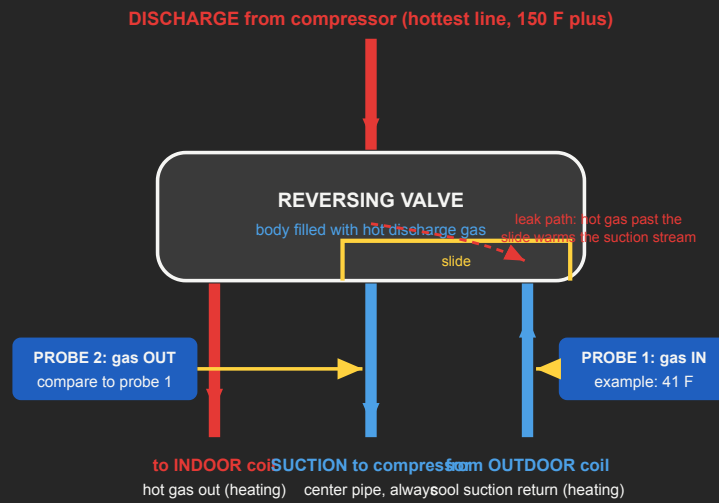 DISCHARGE from compressor (hottest line, 150 F plus)
REVERSING VALVE
body filled with hot discharge gas
leak path: hot gas past the
slide warms the suction stream
slide
PROBE 2: gas OUT
compare to probe 1
PROBE 1: gas IN
example: 41 F
to INDOOR coil
SUCTION to compressor
from OUTDOOR coil
hot gas out (heating)
center pipe, always
cool suction return (heating)